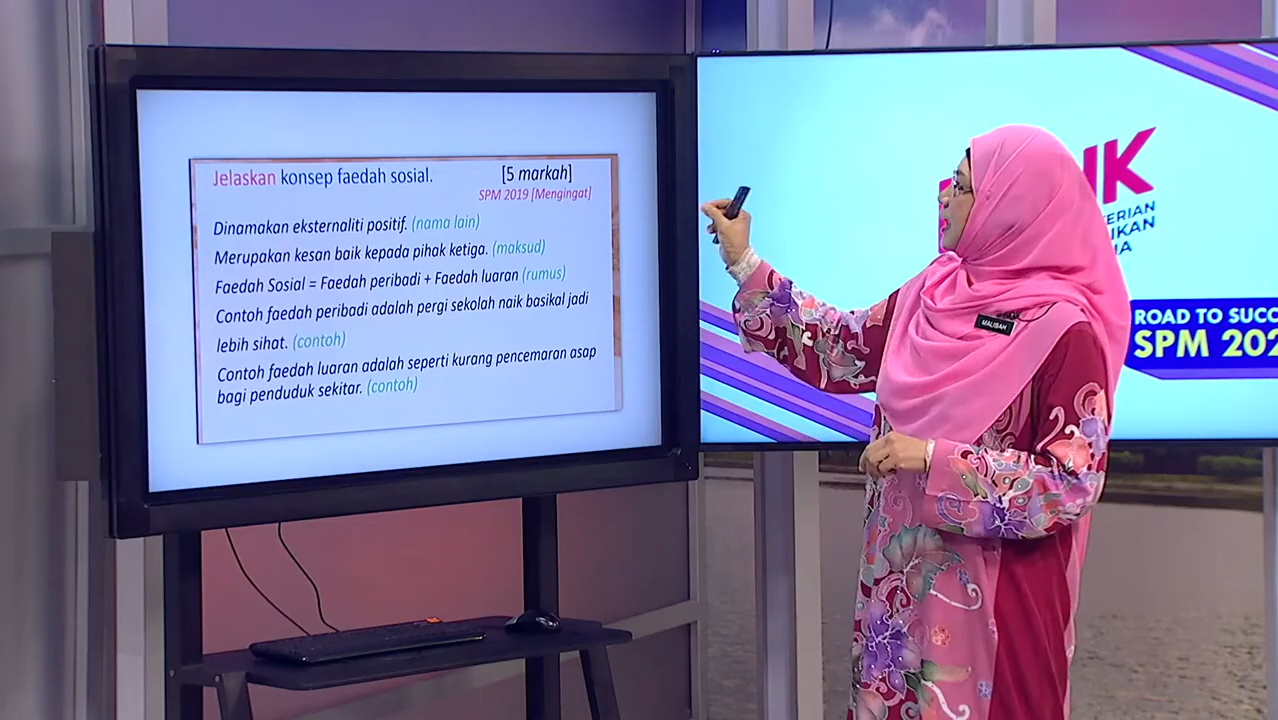 Jelaskan konsep faedah sosial. [5 markah]
SPM 2019 [Mengingat]
Dinamakan eksternaliti positif. (nama lain)
Merupakan kesan baik kepada pihak ketiga. (maksud)
Faedah Sosial = Faedah peribadi + Faedah luaran (rumus)
Contoh faedah peribadi adalah pergi sekolah naik basikal jadi
lebih sihat. (contoh)
Contoh faedah luaran adalah seperti kurang pencemaran asap
bagi penduduk sekitar. (contoh)
MALISAH
ROAD TO SUCC
SPM 202